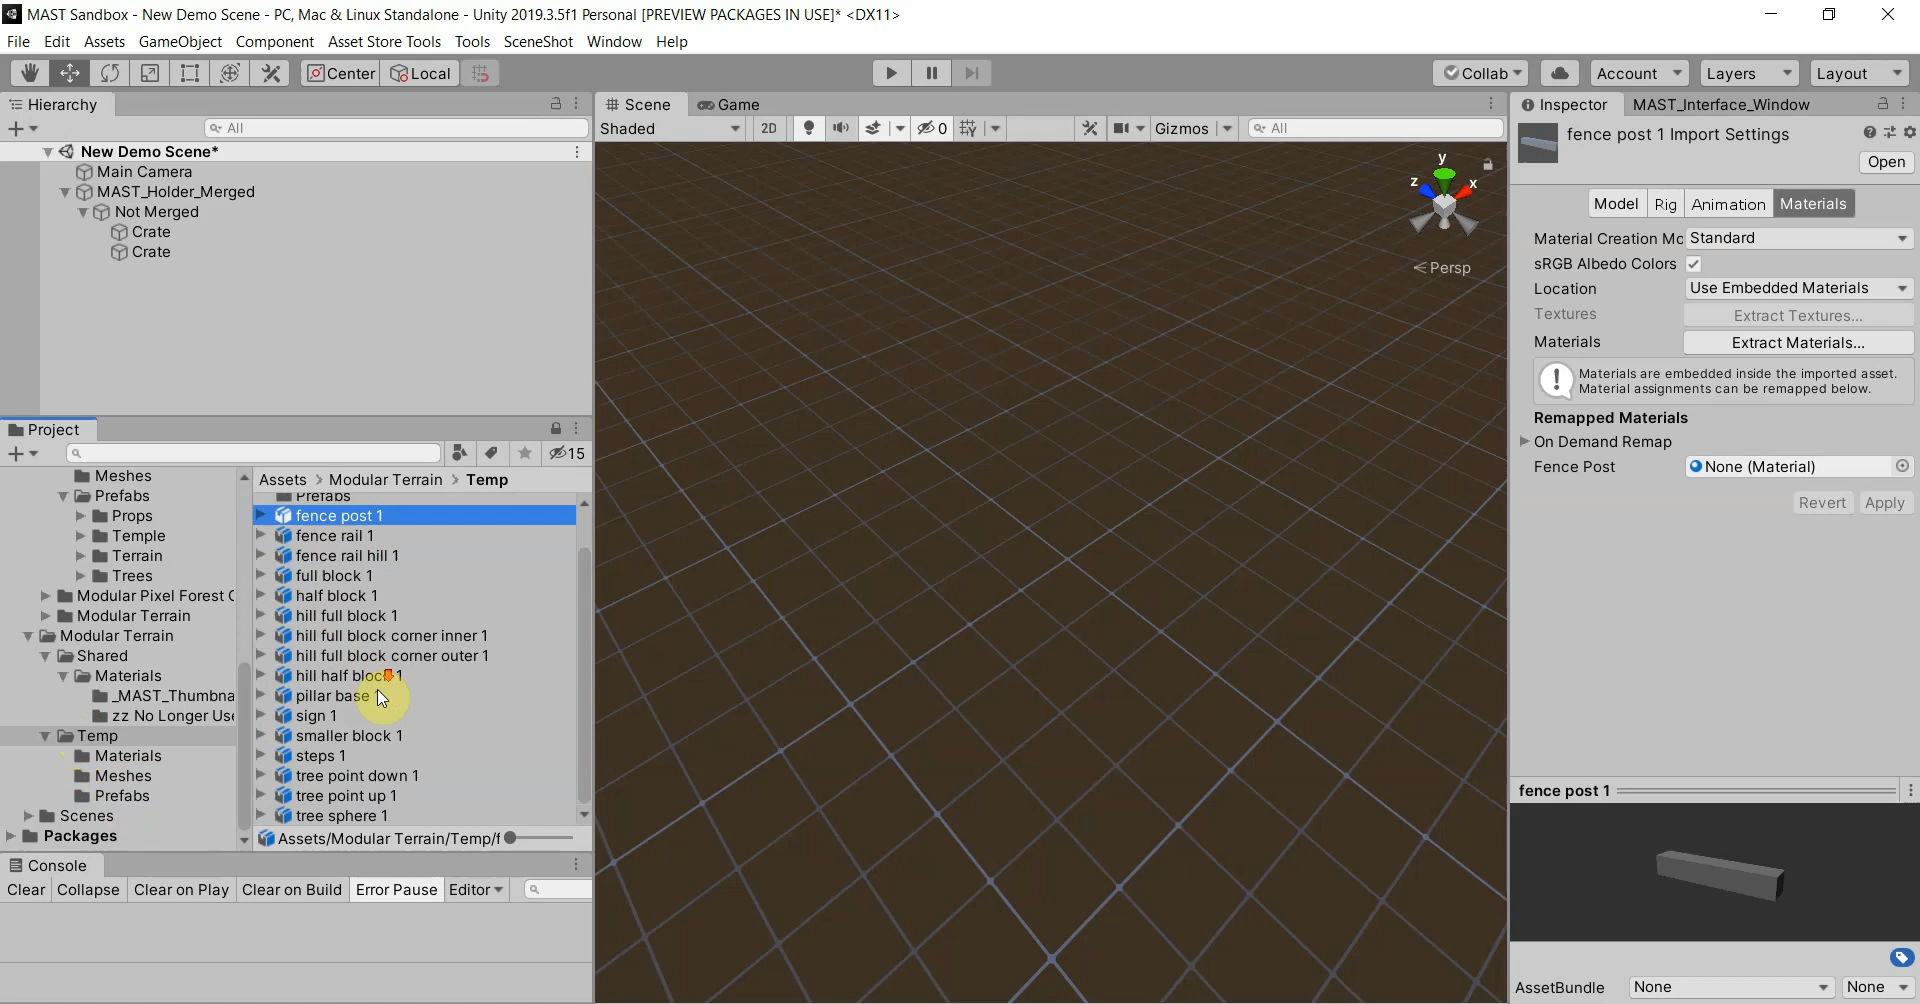 MAST Sandbox - New Demo Scene - PC, Mac & Linux Standalone - Unity 2019.3.5f1 Personal [PREVIEW PACKAGES IN USE]* <DX11>
File Edit Assets GameObject Component Asset Store Tools Tools SceneShot Window Help
Center Local Collab Account Layers Layout
Hierarchy
All
New Demo Scene*
Main Camera
MAST_Holder_Merged
Not Merged
Crate
Crate
Project
15
Meshes
Prefabs
Props
Temple
Terrain
Trees
Modular Pixel Forest
Modular Terrain
Modular Terrain
Shared
Materials
_MAST_Thumbna
zz No Longer Us
Temp
Materials
Meshes
Prefabs
Scenes
Packages
Assets > Modular Terrain > Temp
Prefabs
fence post 1
fence rail 1
fence rail hill 1
full block 1
half block 1
hill full block 1
hill full block corner inner 1
hill full block corner outer 1
hill half block 1
pillar base 1
sign 1
smaller block 1
steps 1
tree point down 1
tree point up 1
tree sphere 1
Assets/Modular Terrain/Temp/f
Console
Clear Collapse Clear on Play Clear on Build Error Pause Editor
Scene Game
Shaded 2D 0 Gizmos All
y
z x
Persp
Inspector MAST_Interface_Window
fence post 1 Import Settings
Open
Model Rig Animation Materials
Material Creation Mo Standard
sRGB Albedo Colors
Location Use Embedded Materials
Textures Extract Textures...
Materials Extract Materials...
Materials are embedded inside the imported asset.
Material assignments can be remapped below.
Remapped Materials
On Demand Remap
Fence Post None (Material)
Revert Apply
fence post 1
AssetBundle None None